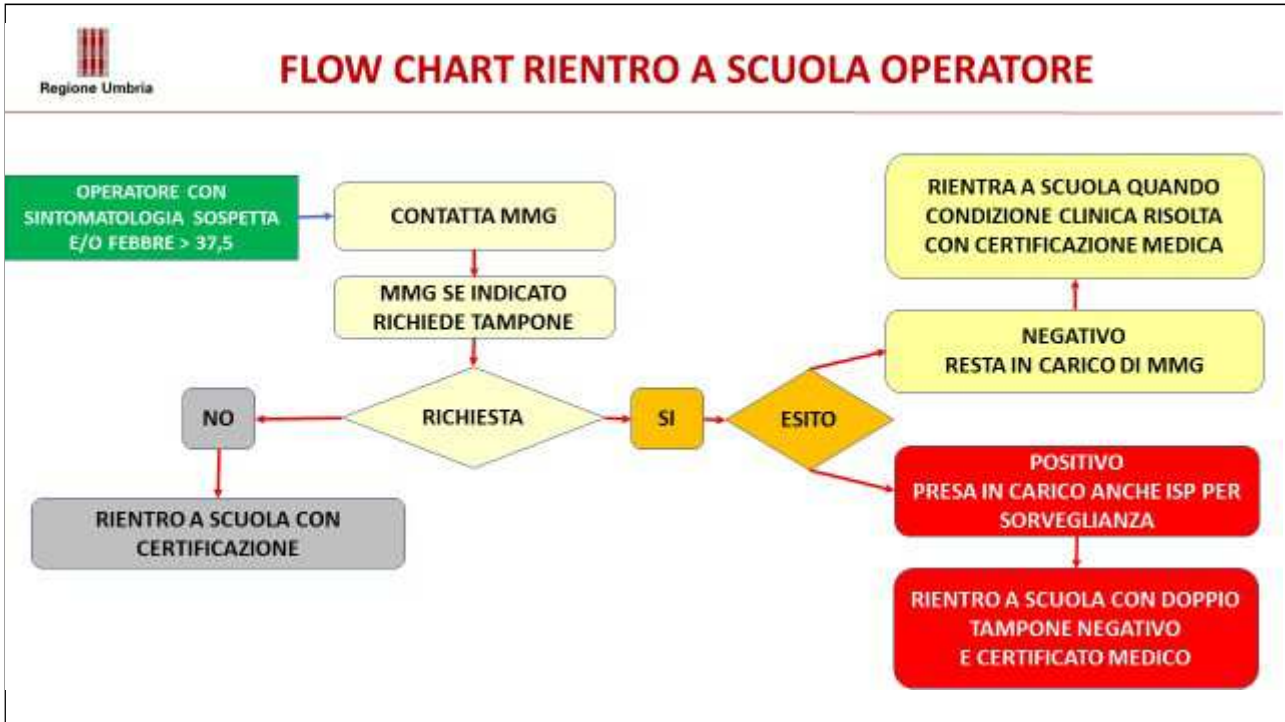 Regione Umbria
FLOW CHART RIENTRO A SCUOLA OPERATORE
OPERATORE CON
SINTOMATOLOGIA SOSPETTA
E/O FEBBRE > 37,5
CONTATTA MMG
MMG SE INDICATO
RICHIEDE TAMPONE
RICHIESTA
NO
RIENTRO A SCUOLA CON
CERTIFICAZIONE
SI
ESITO
RIENTRA A SCUOLA QUANDO
CONDIZIONE CLINICA RISOLTA
CON CERTIFICAZIONE MEDICA
NEGATIVO
RESTA IN CARICO DI MMG
POSITIVO
PRESA IN CARICO ANCHE ISP PER
SORVEGLIANZA
RIENTRO A SCUOLA CON DOPPIO
TAMPONE NEGATIVO
E CERTIFICATO MEDICO